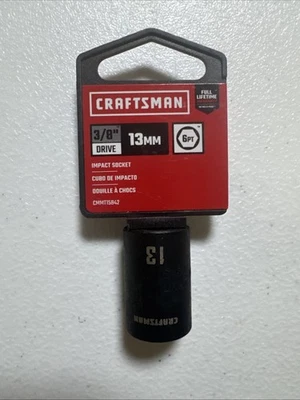 FULL
LIFETIME
CRAFTSMAN
3/8"
DRIVE
13MM
6PT
IMPACT SOCKET
CUBO DE IMPACTO
DOUILLE À CHOCS
CMMT15842
13
CRAFTSMAN